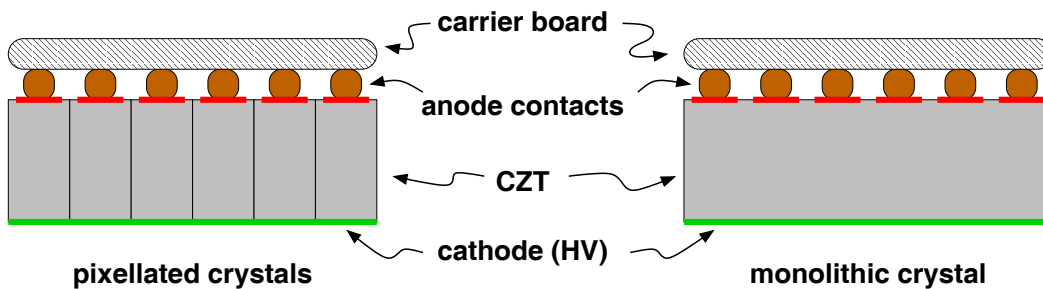 carrier board
anode contacts
CZT
cathode (HV)
pixellated crystals
monolithic crystal